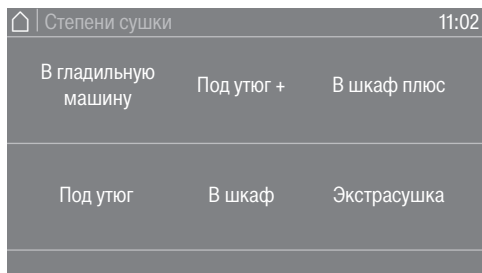 Степени сушки 11:02
В гладильную
машину
Под утюг +
В шкаф плюс
Под утюг
В шкаф
Экстрасушка